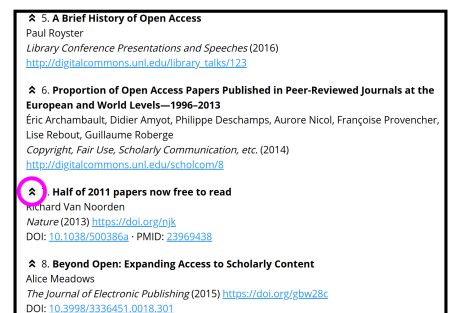 5. A Brief History of Open Access
Paul Royster
Library Conference Presentations and Speeches (2016)
http://digitalcommons.unl.edu/library_talks/123
6. Proportion of Open Access Papers Published in Peer-Reviewed Journals at the
European and World Levels—1996–2013
Éric Archambault, Didier Amyot, Philippe Deschamps, Aurore Nicol, Françoise Provencher,
Lise Rebout, Guillaume Roberge
Copyright, Fair Use, Scholarly Communication, etc. (2014)
http://digitalcommons.unl.edu/scholcom/8
. Half of 2011 papers now free to read
Richard Van Noorden
Nature (2013) https://doi.org/njk
DOI: 10.1038/500386a · PMID: 23969438
8. Beyond Open: Expanding Access to Scholarly Content
Alice Meadows
The Journal of Electronic Publishing (2015) https://doi.org/gbw28c
DOI: 10.3998/3336451.0018.301